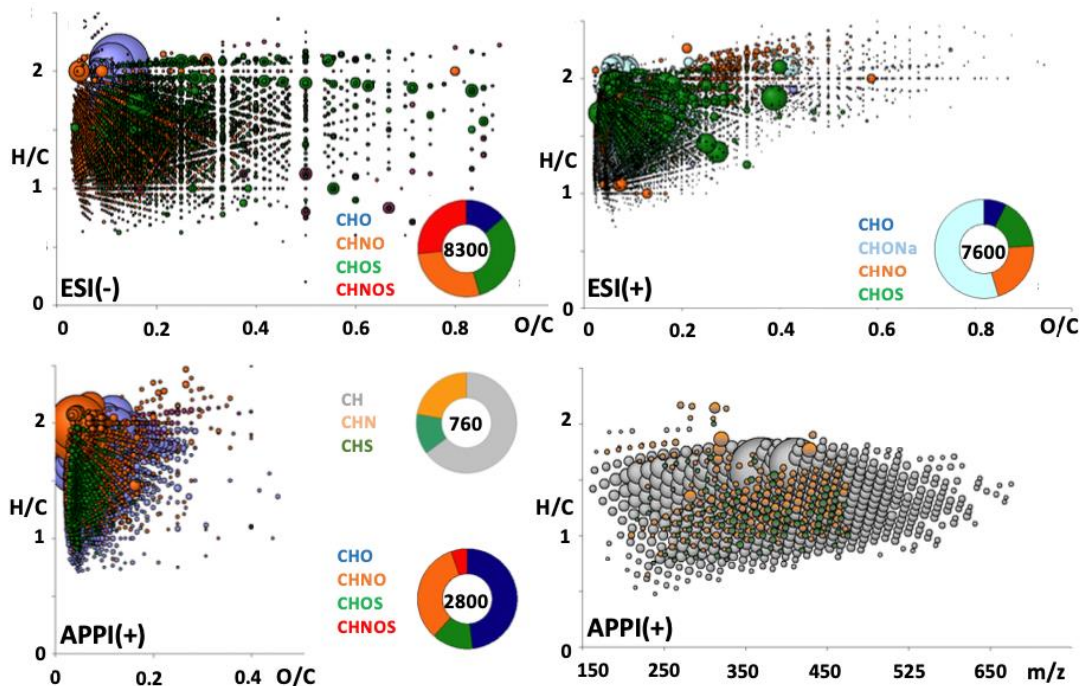 2
H/C
1
0
ESI(-)
CHO
CHNO
CHOS
CHNOS
8300
0
0.2
0.4
0.6
0.8
O/C
2
H/C
1
0
ESI(+)
CHO
CHONa
CHNO
CHOS
7600
0
0.2
0.4
0.6
0.8
O/C
2
H/C
1
0
APPI(+)
CH
CHN
CHS
760
CHO
CHNO
CHOS
CHNOS
2800
0
0.2
0.4
O/C
2
H/C
1
0
APPI(+)
150
250
350
450
525
650
m/z